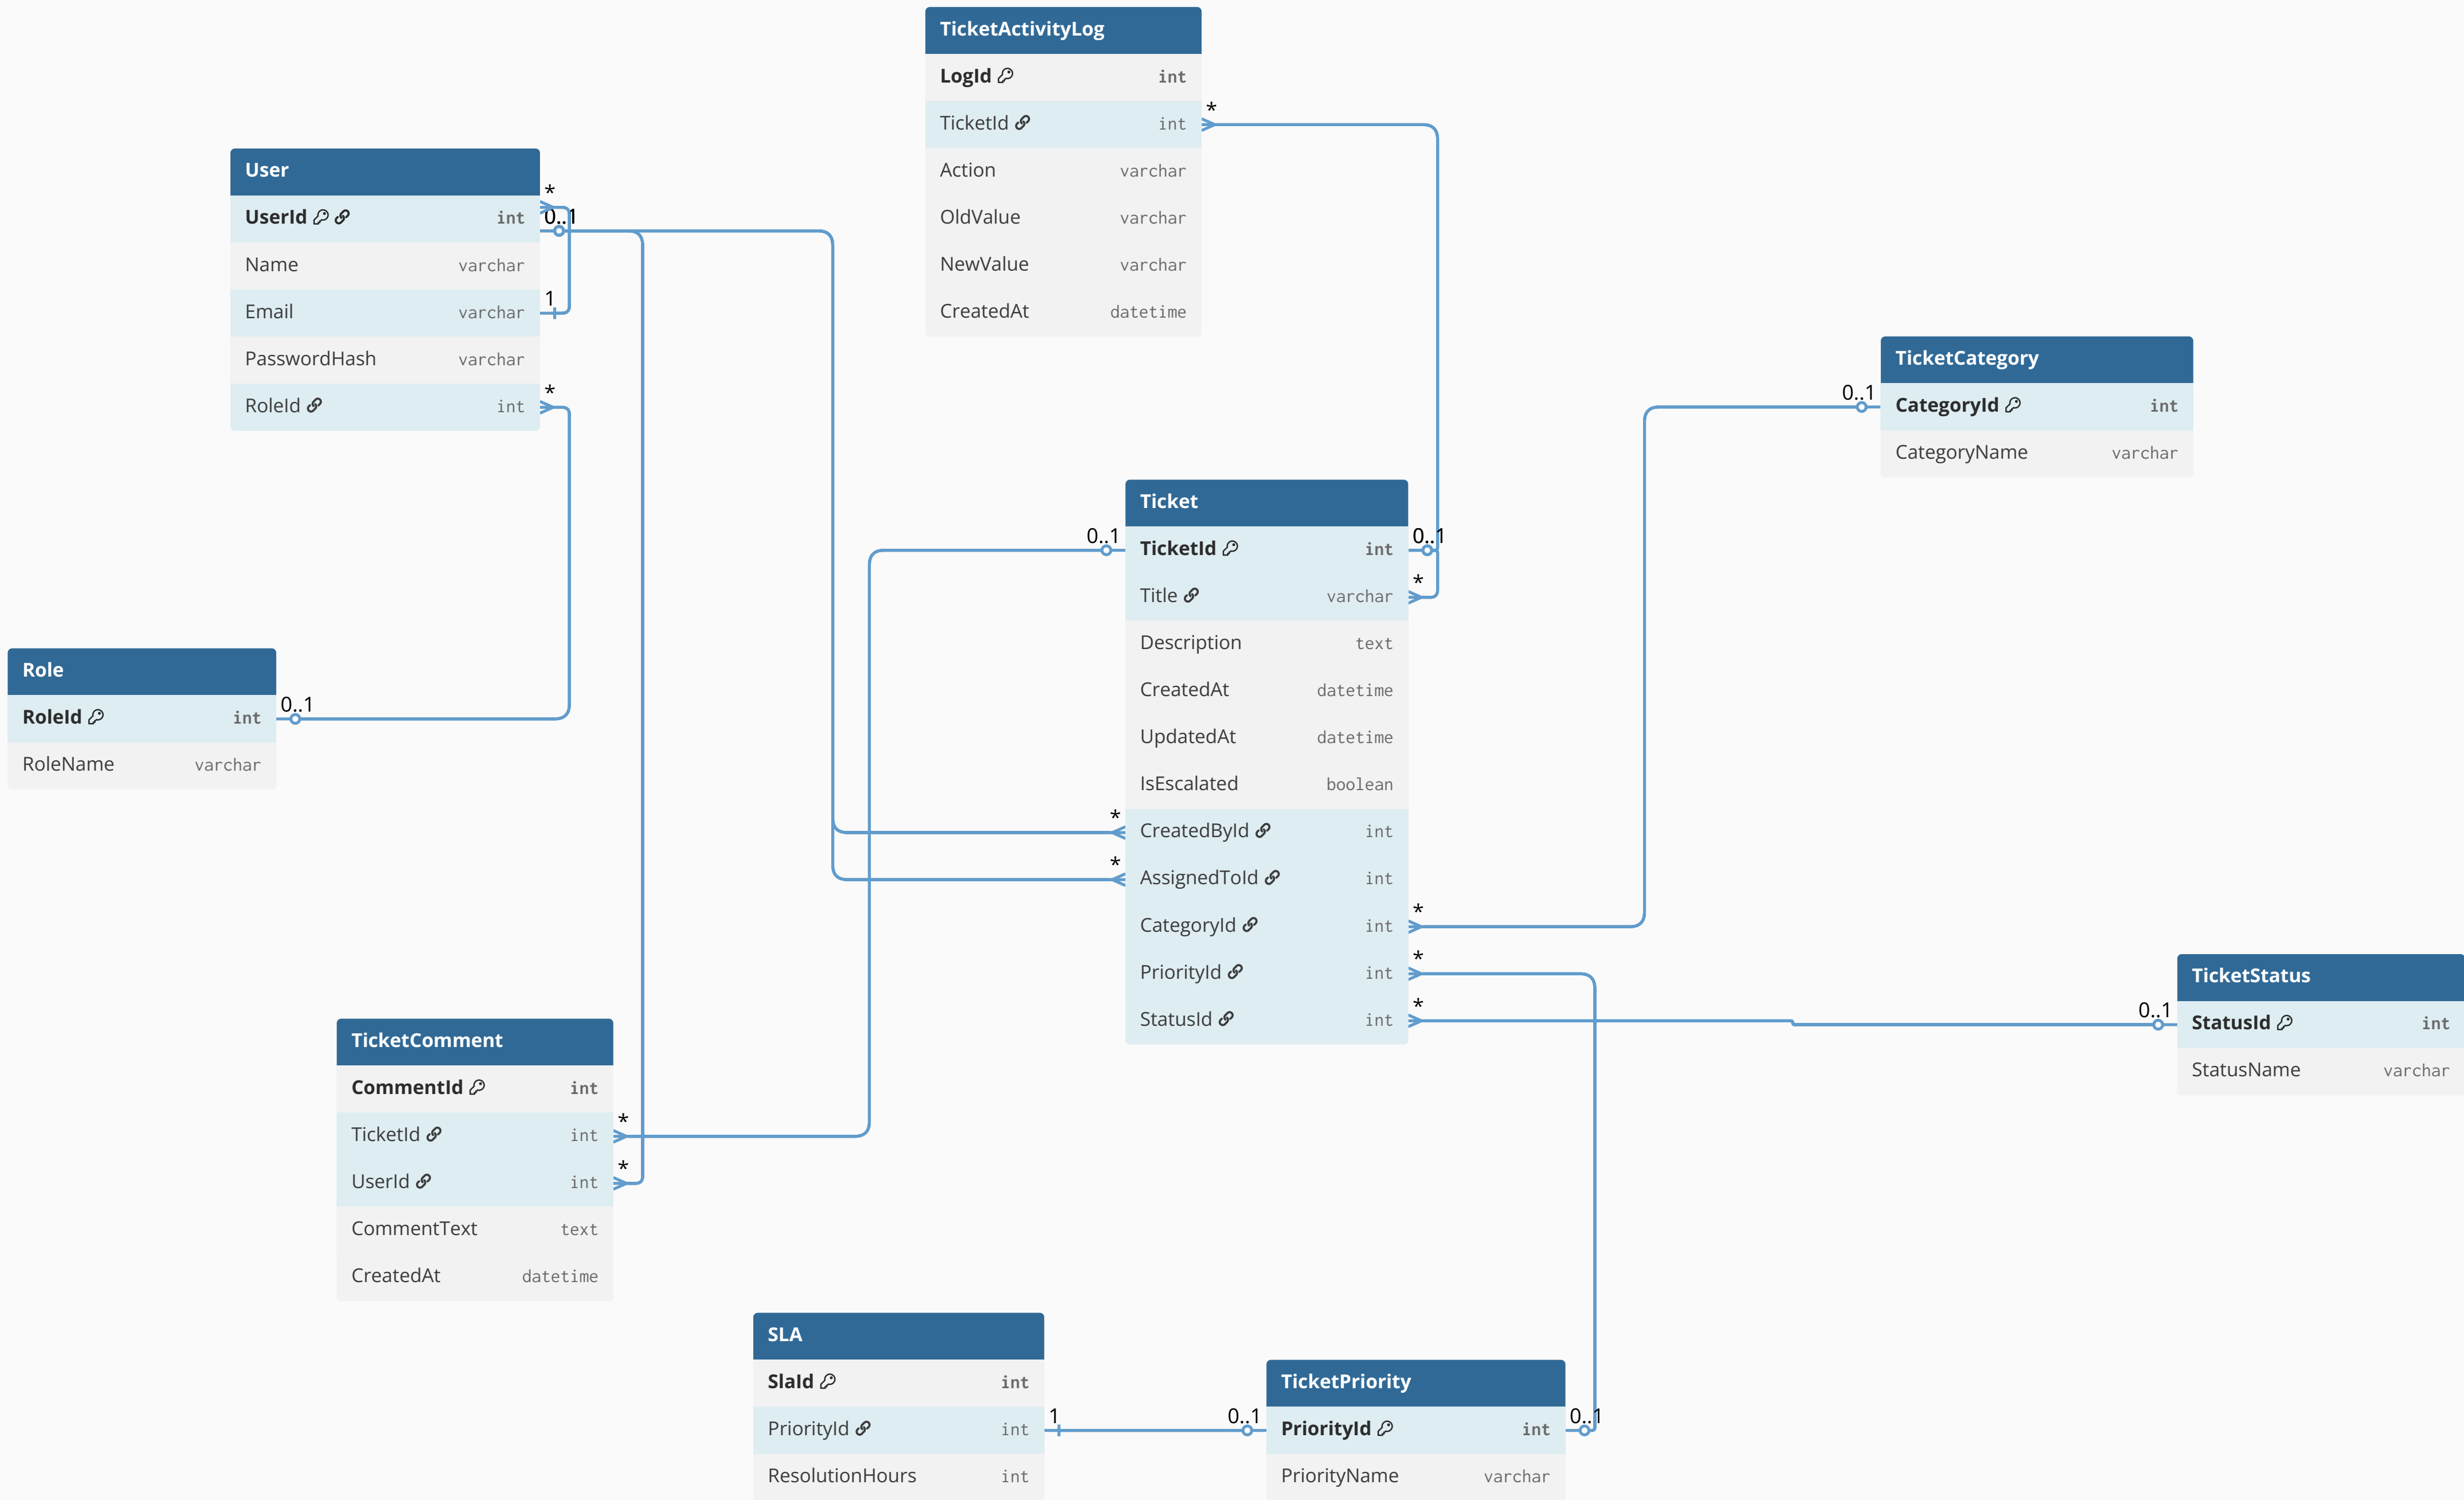 TicketActivityLog
LogId int
*
TicketId int
Action varchar
OldValue varchar
NewValue varchar
CreatedAt datetime
User
*
UserId int
0..1
Name varchar
1
Email varchar
PasswordHash varchar
*
RoleId int
TicketCategory
0..1
CategoryId int
CategoryName varchar
Ticket
0..1
0..1
TicketId int
*
Title varchar
Description text
CreatedAt datetime
UpdatedAt datetime
IsEscalated boolean
*
CreatedById int
*
AssignedToId int
*
CategoryId int
*
PriorityId int
*
StatusId int
Role
0..1
RoleId int
RoleName varchar
TicketStatus
0..1
StatusId int
StatusName varchar
TicketComment
CommentId int
*
TicketId int
*
UserId int
CommentText text
CreatedAt datetime
SLA
SlaId int
1
PriorityId int
ResolutionHours int
TicketPriority
0..1
0..1
PriorityId int
PriorityName varchar